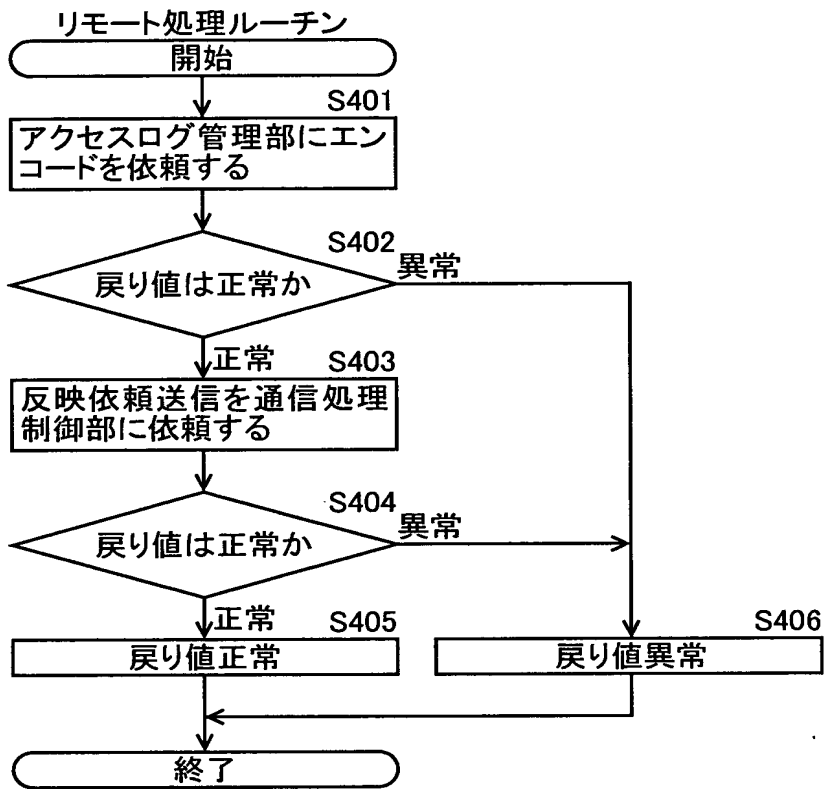 リモート処理ルーチン
開始
S401
アクセスログ管理部にエン
コードを依頼する
S402
戻り値は正常か
異常
正常
S403
反映依頼送信を通信処理
制御部に依頼する
S404
戻り値は正常か
異常
正常
S405
戻り値正常
S406
戻り値異常
終了